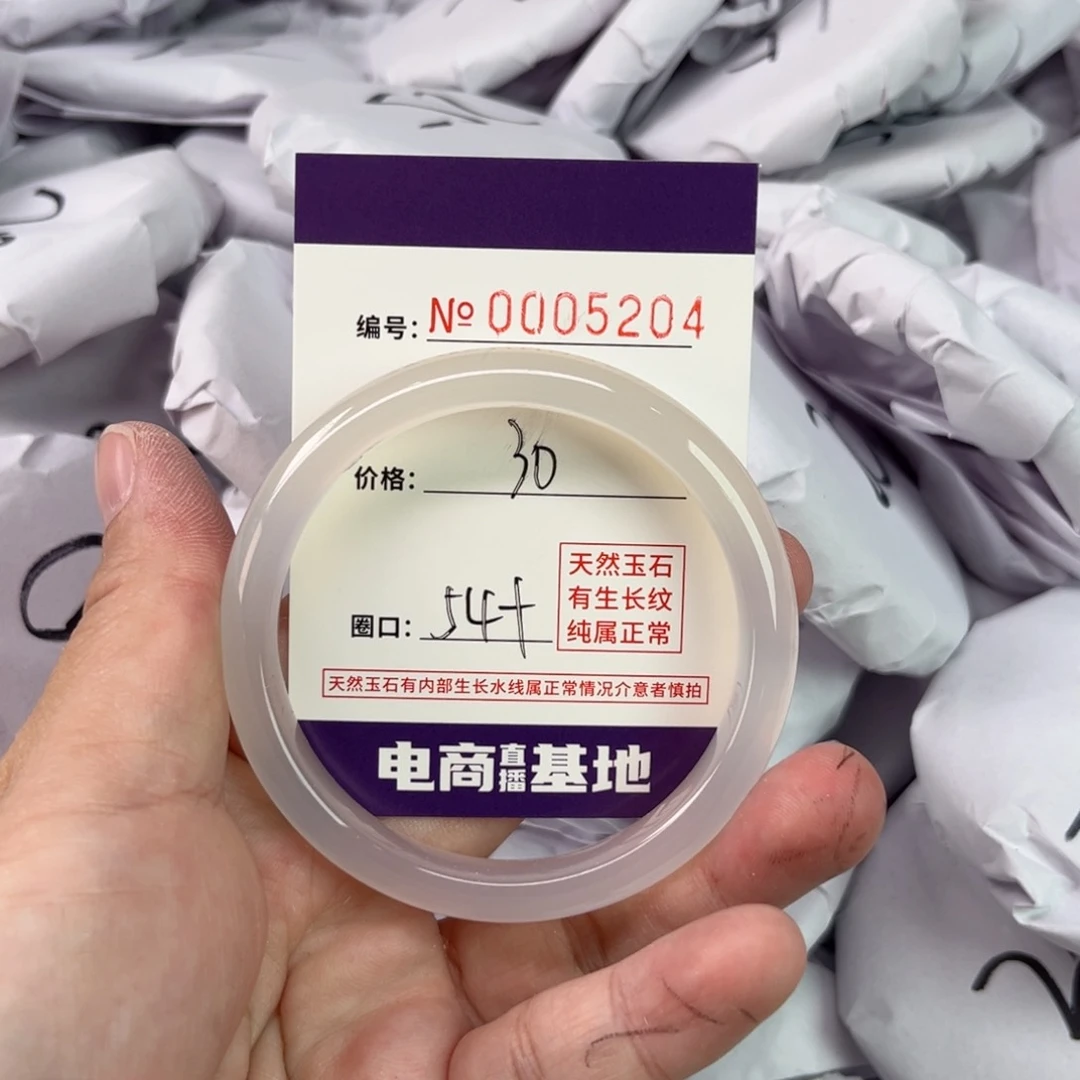 编号: № 0005204
价格: 30
圈口: 54+
天然玉石
有生长纹
纯属正常
天然玉石有内部生长水线属正常情况介意者慎拍
电商直播基地